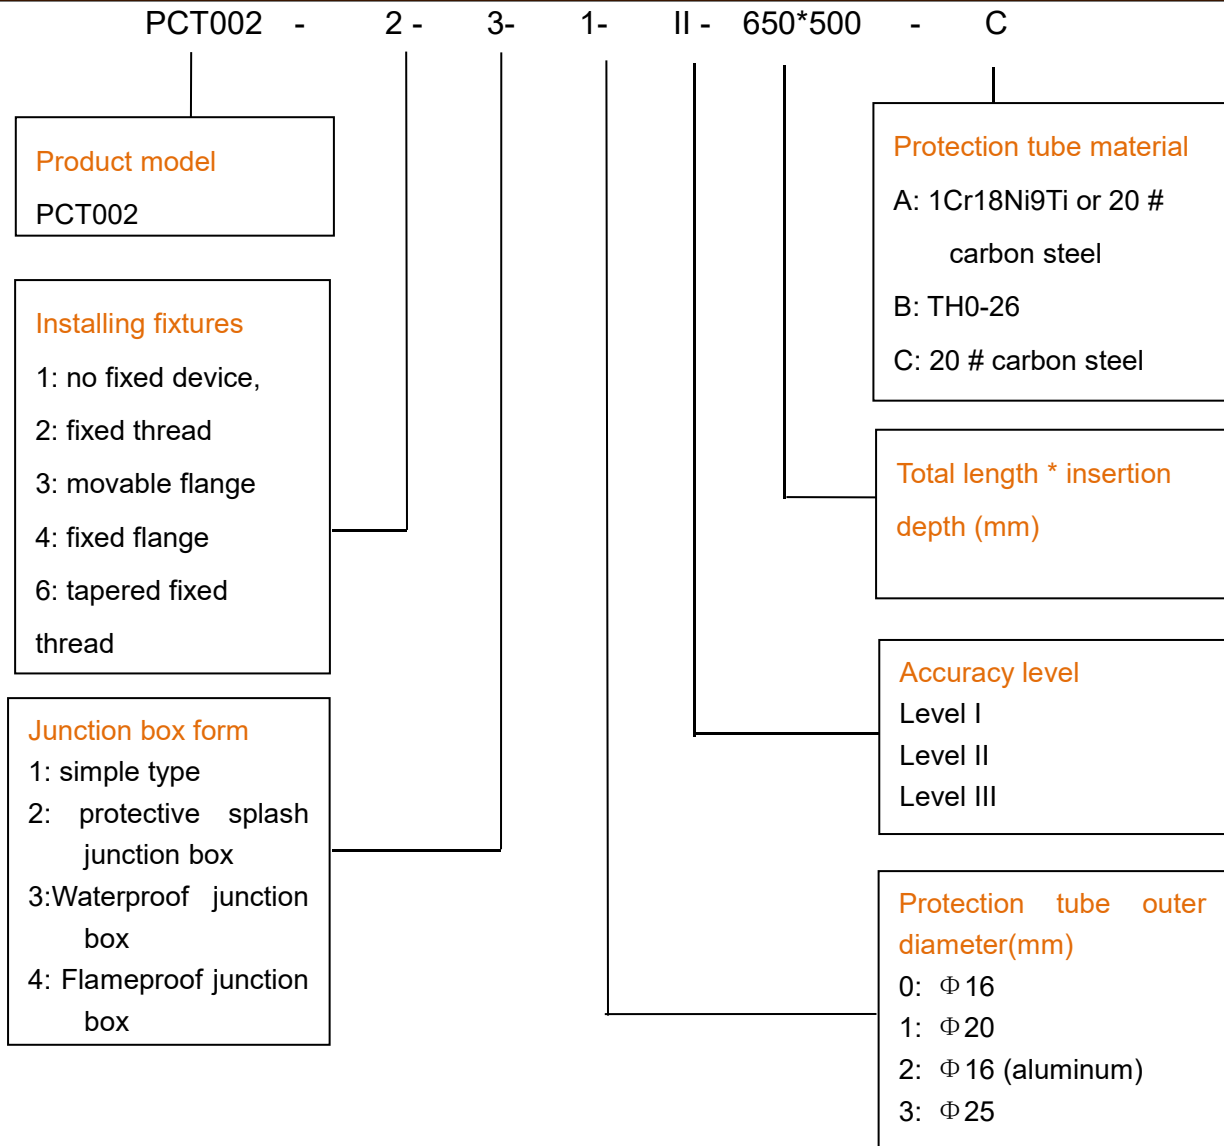 PCT002 - 2 - 3- 1- II - 650*500 - C
Product model
PCT002
Installing fixtures
1: no fixed device,
2: fixed thread
3: movable flange
4: fixed flange
6: tapered fixed
thread
Junction box form
1: simple type
2: protective splash
junction box
3:Waterproof junction
box
4: Flameproof junction
box
Protection tube material
A: 1Cr18Ni9Ti or 20 #
carbon steel
B: TH0-26
C: 20 # carbon steel
Total length * insertion
depth (mm)
Accuracy level
Level I
Level II
Level III
Protection tube outer
diameter(mm)
0: Φ16
1: Φ20
2: Φ16 (aluminum)
3: Φ25